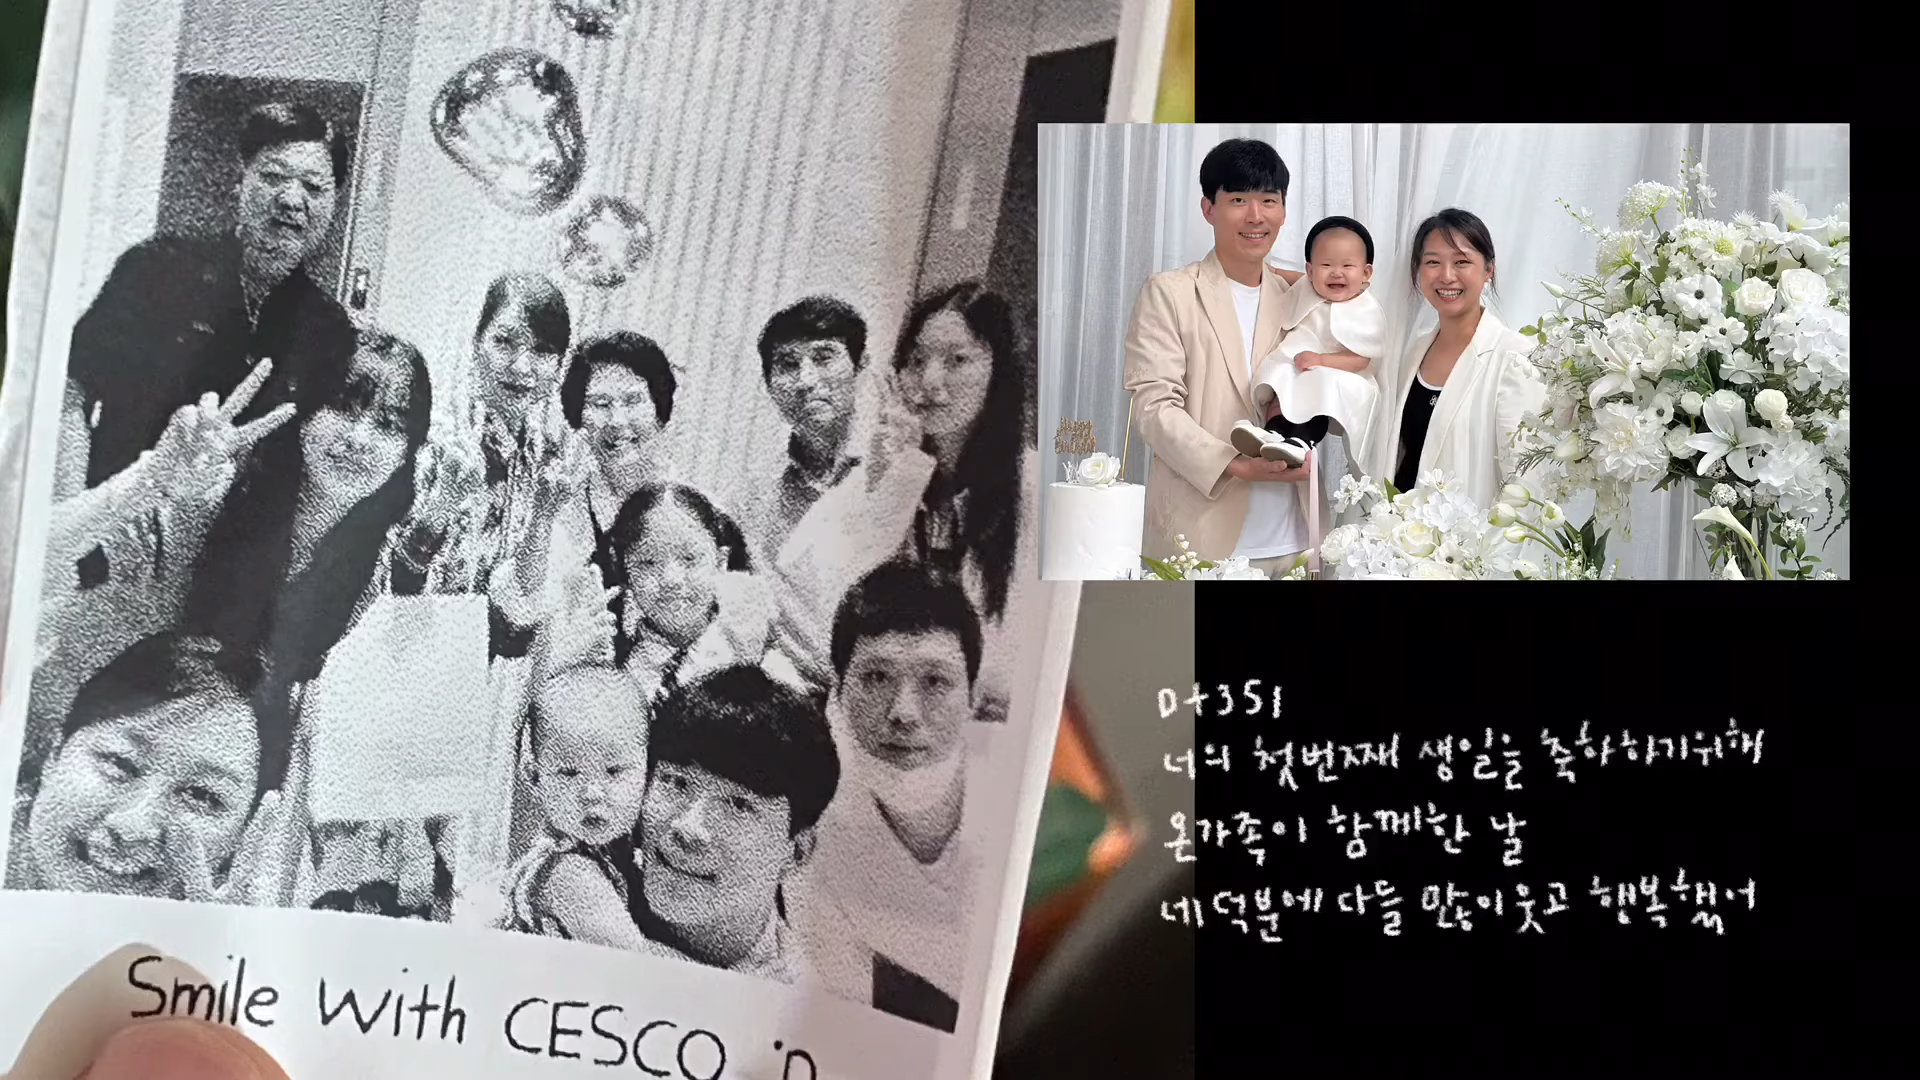 Smile with CESCO :D
D+351
너의 첫번째 생일을 축하하기위해
온가족이 함께한 날
네덕분에 다들 많이웃고 행복했어